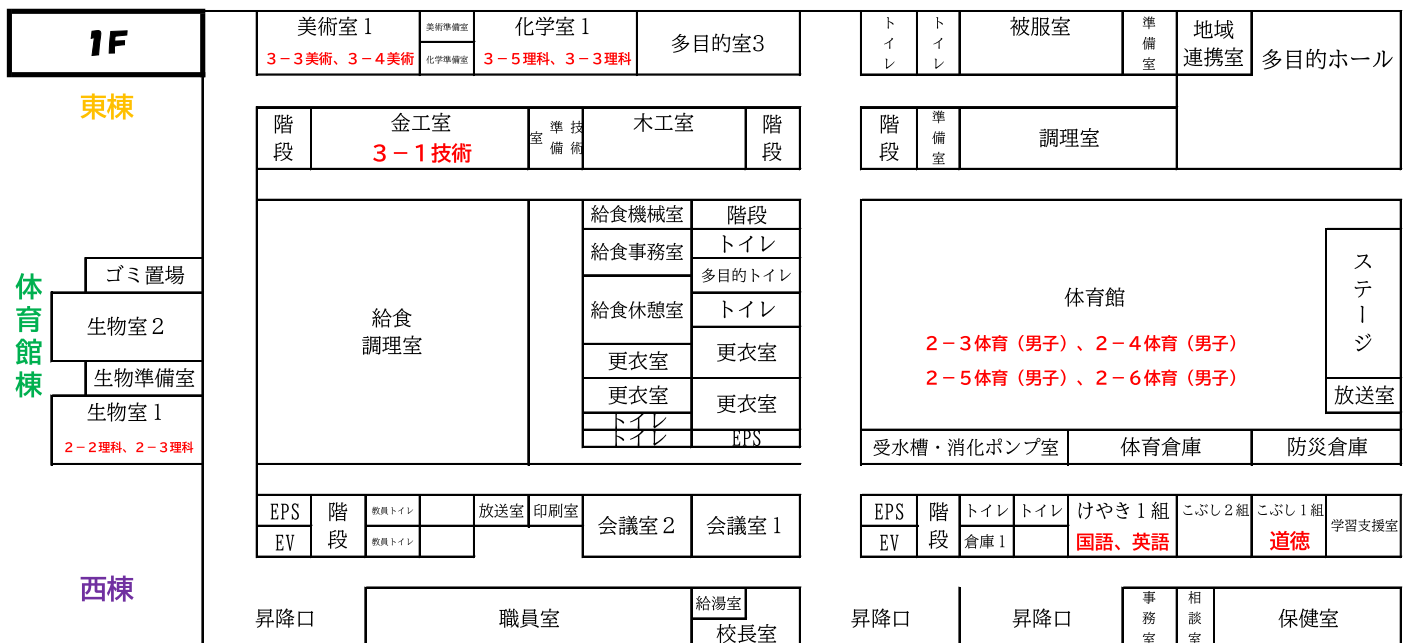 1F
東棟
体育館棟
西棟
美術室1
3-3美術、3-4美術
美術準備室
化学準備室
化学室1
3-5理科、3-3理科
多目的室3
トイレ
トイレ
被服室
準備室
地域
連携室
多目的ホール
階段
金工室
3-1技術
技術
準備
室
木工室
階段
階段
準備室
調理室
ゴミ置場
生物室2
生物準備室
生物室1
2-2理科、2-3理科
給食
調理室
給食機械室
階段
給食事務室
トイレ
多目的トイレ
給食休憩室
トイレ
更衣室
更衣室
更衣室
更衣室
トイレ
トイレ
EPS
体育館
2-3体育(男子)、2-4体育(男子)
2-5体育(男子)、2-6体育(男子)
ステージ
放送室
受水槽・消化ポンプ室
体育倉庫
防災倉庫
EPS
EV
階段
教員トイレ
教員トイレ
放送室
印刷室
会議室2
会議室1
EPS
EV
階段
トイレ
トイレ
倉庫1
けやき1組
国語、英語
こぶし2組
こぶし1組
道徳
学習支援室
昇降口
職員室
給湯室
校長室
昇降口
昇降口
事務室
相談室
保健室